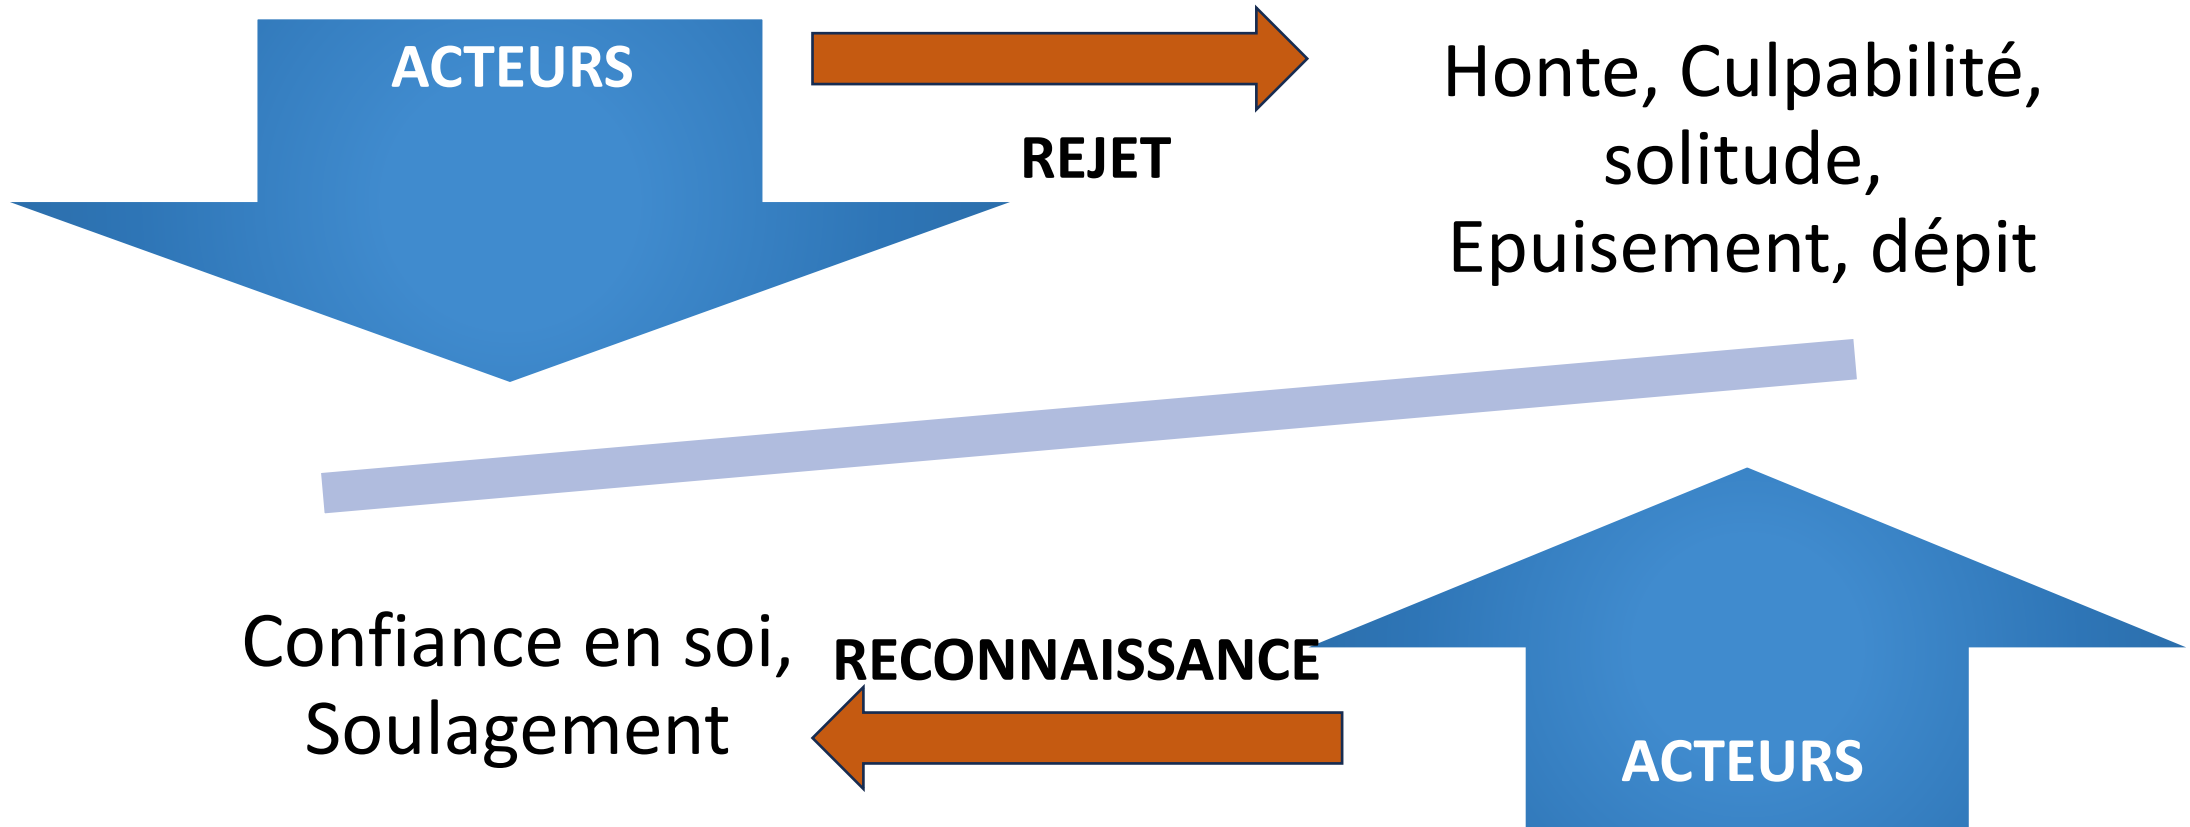 ACTEURS
REJET
Honte, Culpabilité,
solitude,
Epuisement, dépit
Confiance en soi,
Soulagement
RECONNAISSANCE
ACTEURS